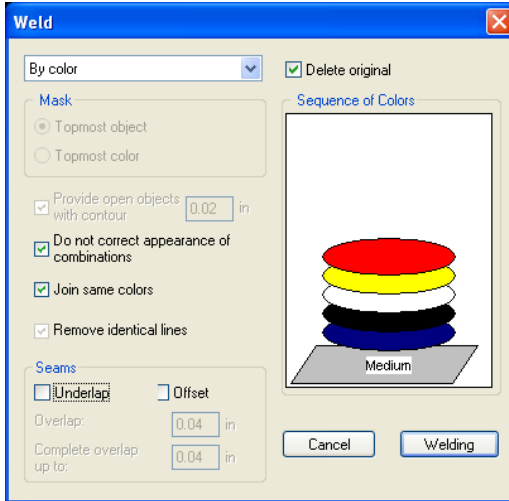 Weld
By color
Delete original
Mask
Topmost object
Topmost color
Provide open objects
with contour
0.02 in
Do not correct appearance of
combinations
Join same colors
Remove identical lines
Seams
Underlap
Offset
Overlap:
0.04 in
Complete overlap
up to:
0.04 in
Sequence of Colors
Medium
Cancel
Welding